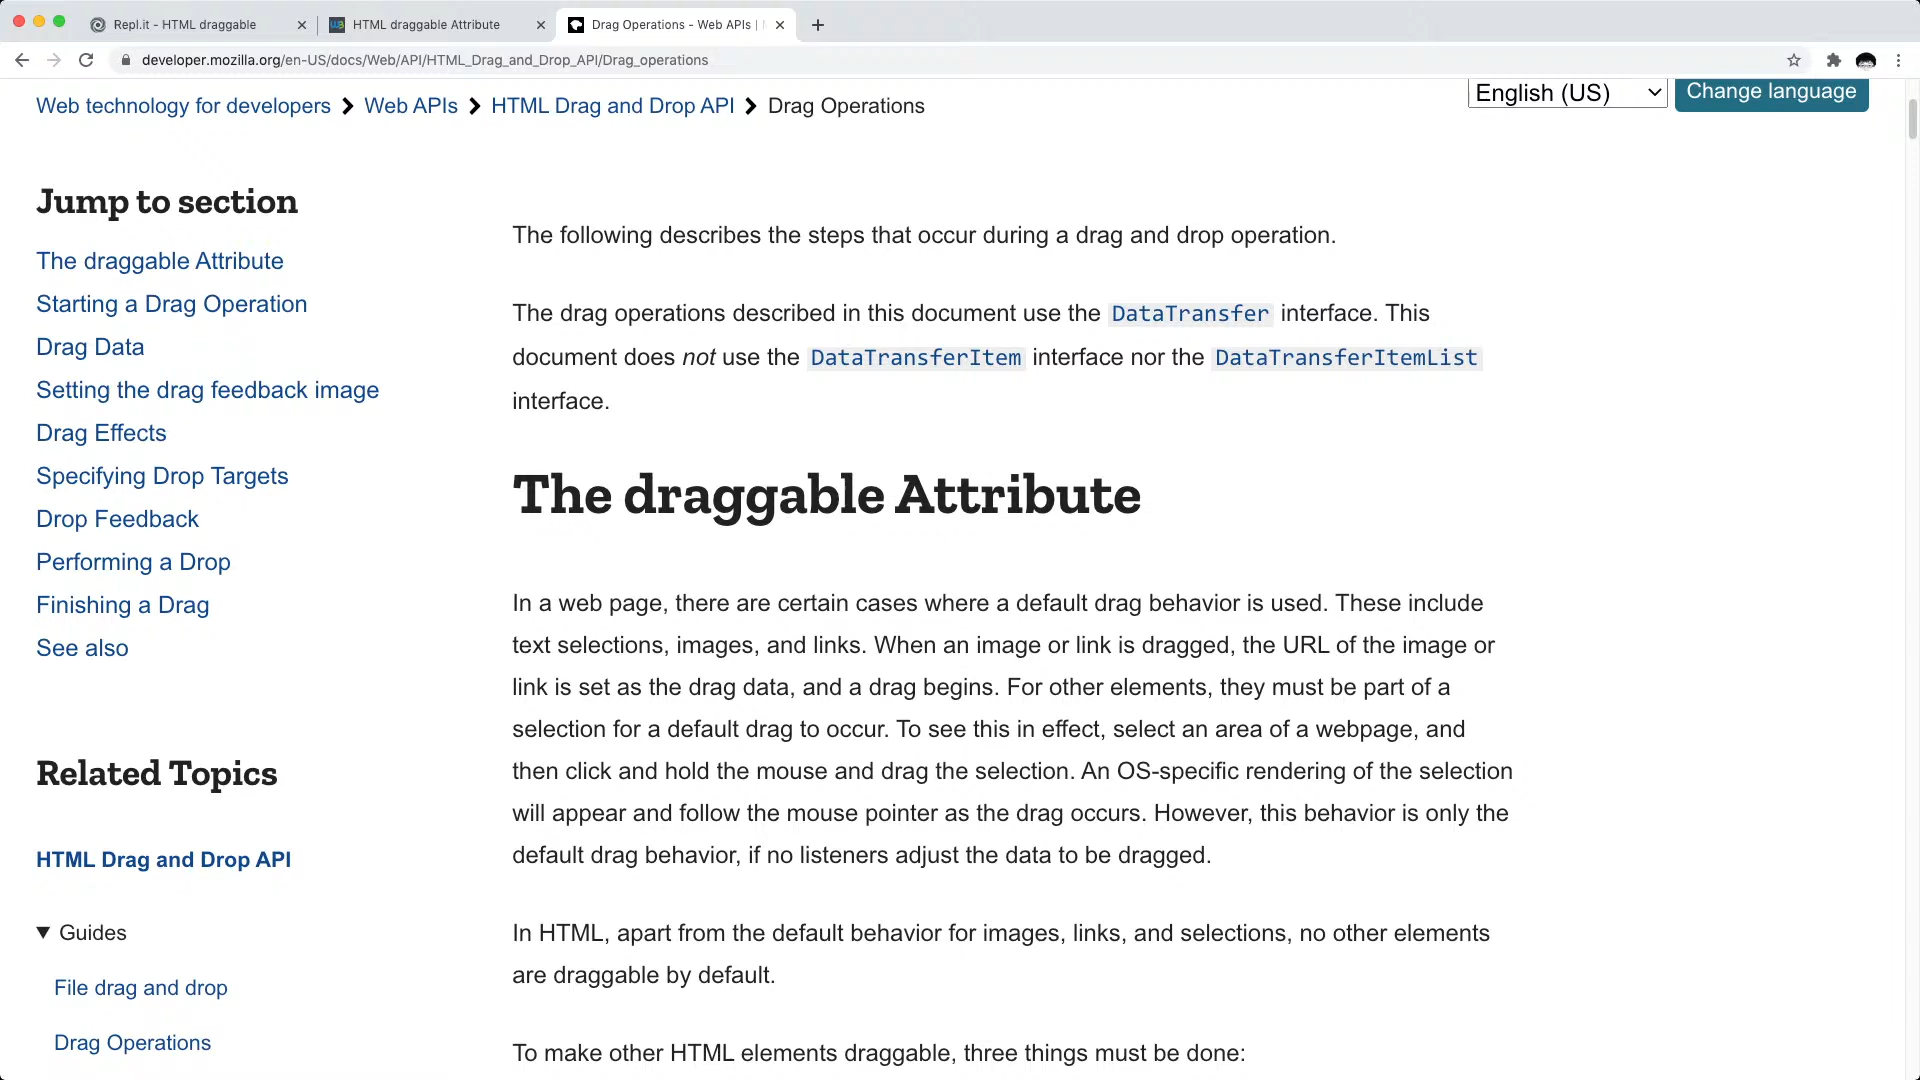 Repl.it - HTML draggable
HTML draggable Attribute
Drag Operations - Web APIs |
developer.mozilla.org/en-US/docs/Web/API/HTML_Drag_and_Drop_API/Drag_operations
Web technology for developers
Web APIs
HTML Drag and Drop API
Drag Operations
English (US)
Change language
Jump to section
The draggable Attribute
Starting a Drag Operation
Drag Data
Setting the drag feedback image
Drag Effects
Specifying Drop Targets
Drop Feedback
Performing a Drop
Finishing a Drag
See also
Related Topics
HTML Drag and Drop API
Guides
File drag and drop
Drag Operations
The following describes the steps that occur during a drag and drop operation.
The drag operations described in this document use the DataTransfer interface. This
document does not use the DataTransferItem interface nor the DataTransferItemList
interface.
The draggable Attribute
In a web page, there are certain cases where a default drag behavior is used. These include
text selections, images, and links. When an image or link is dragged, the URL of the image or
link is set as the drag data, and a drag begins. For other elements, they must be part of a
selection for a default drag to occur. To see this in effect, select an area of a webpage, and
then click and hold the mouse and drag the selection. An OS-specific rendering of the selection
will appear and follow the mouse pointer as the drag occurs. However, this behavior is only the
default drag behavior, if no listeners adjust the data to be dragged.
In HTML, apart from the default behavior for images, links, and selections, no other elements
are draggable by default.
To make other HTML elements draggable, three things must be done: